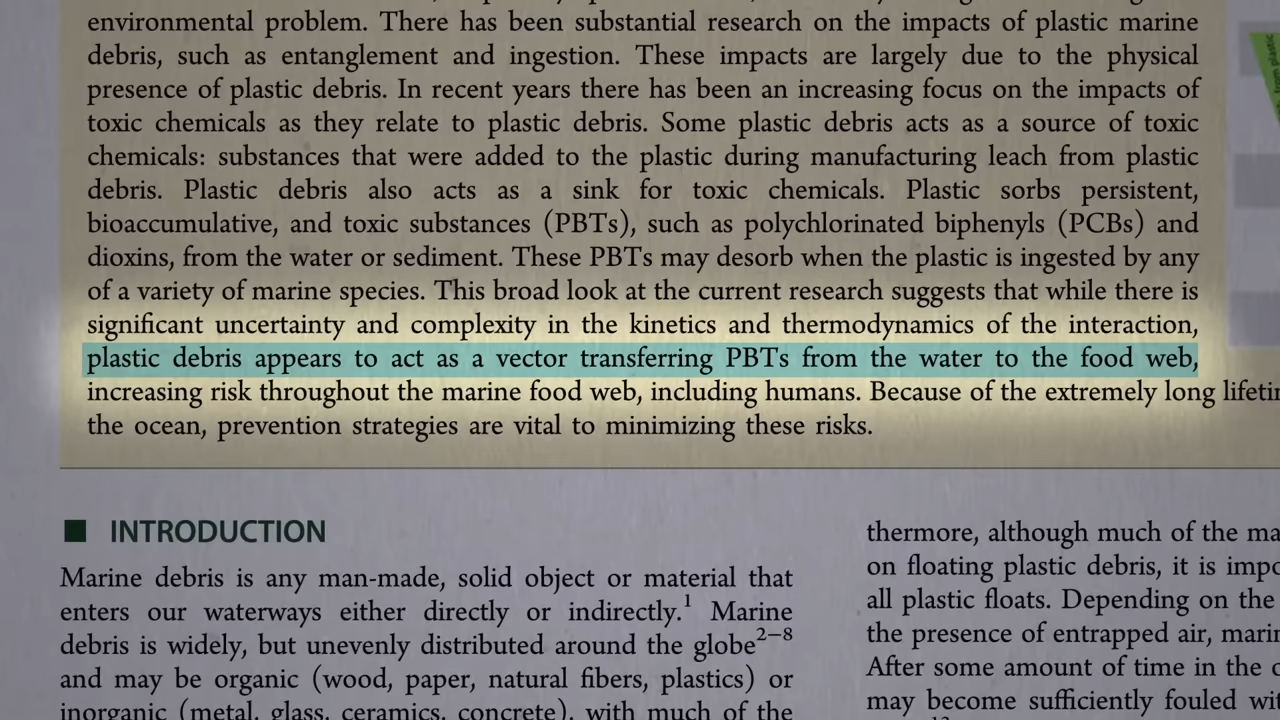 environmental problem. There has been substantial research on the impacts of plastic marine
debris, such as entanglement and ingestion. These impacts are largely due to the physical
presence of plastic debris. In recent years there has been an increasing focus on the impacts of
toxic chemicals as they relate to plastic debris. Some plastic debris acts as a source of toxic
chemicals: substances that were added to the plastic during manufacturing leach from plastic
debris. Plastic debris also acts as a sink for toxic chemicals. Plastic sorbs persistent,
bioaccumulative, and toxic substances (PBTs), such as polychlorinated biphenyls (PCBs) and
dioxins, from the water or sediment. These PBTs may desorb when the plastic is ingested by any
of a variety of marine species. This broad look at the current research suggests that while there is
significant uncertainty and complexity in the kinetics and thermodynamics of the interaction,
plastic debris appears to act as a vector transferring PBTs from the water to the food web,
increasing risk throughout the marine food web, including humans. Because of the extremely long
the ocean, prevention strategies are vital to minimizing these risks.
■ INTRODUCTION
Marine debris is any man-made, solid object or material that
enters our waterways either directly or indirectly.1 Marine
debris is widely, but unevenly distributed around the globe2−8
and may be organic (wood, paper, natural fibers, plastics) or
inorganic (metal, glass, ceramics, concrete), with much of the
thermore, although much of the
on floating plastic debris, it is
all plastic floats. Depending on the
the presence of entrapped air,
After some amount of time in the
may become sufficiently fouled